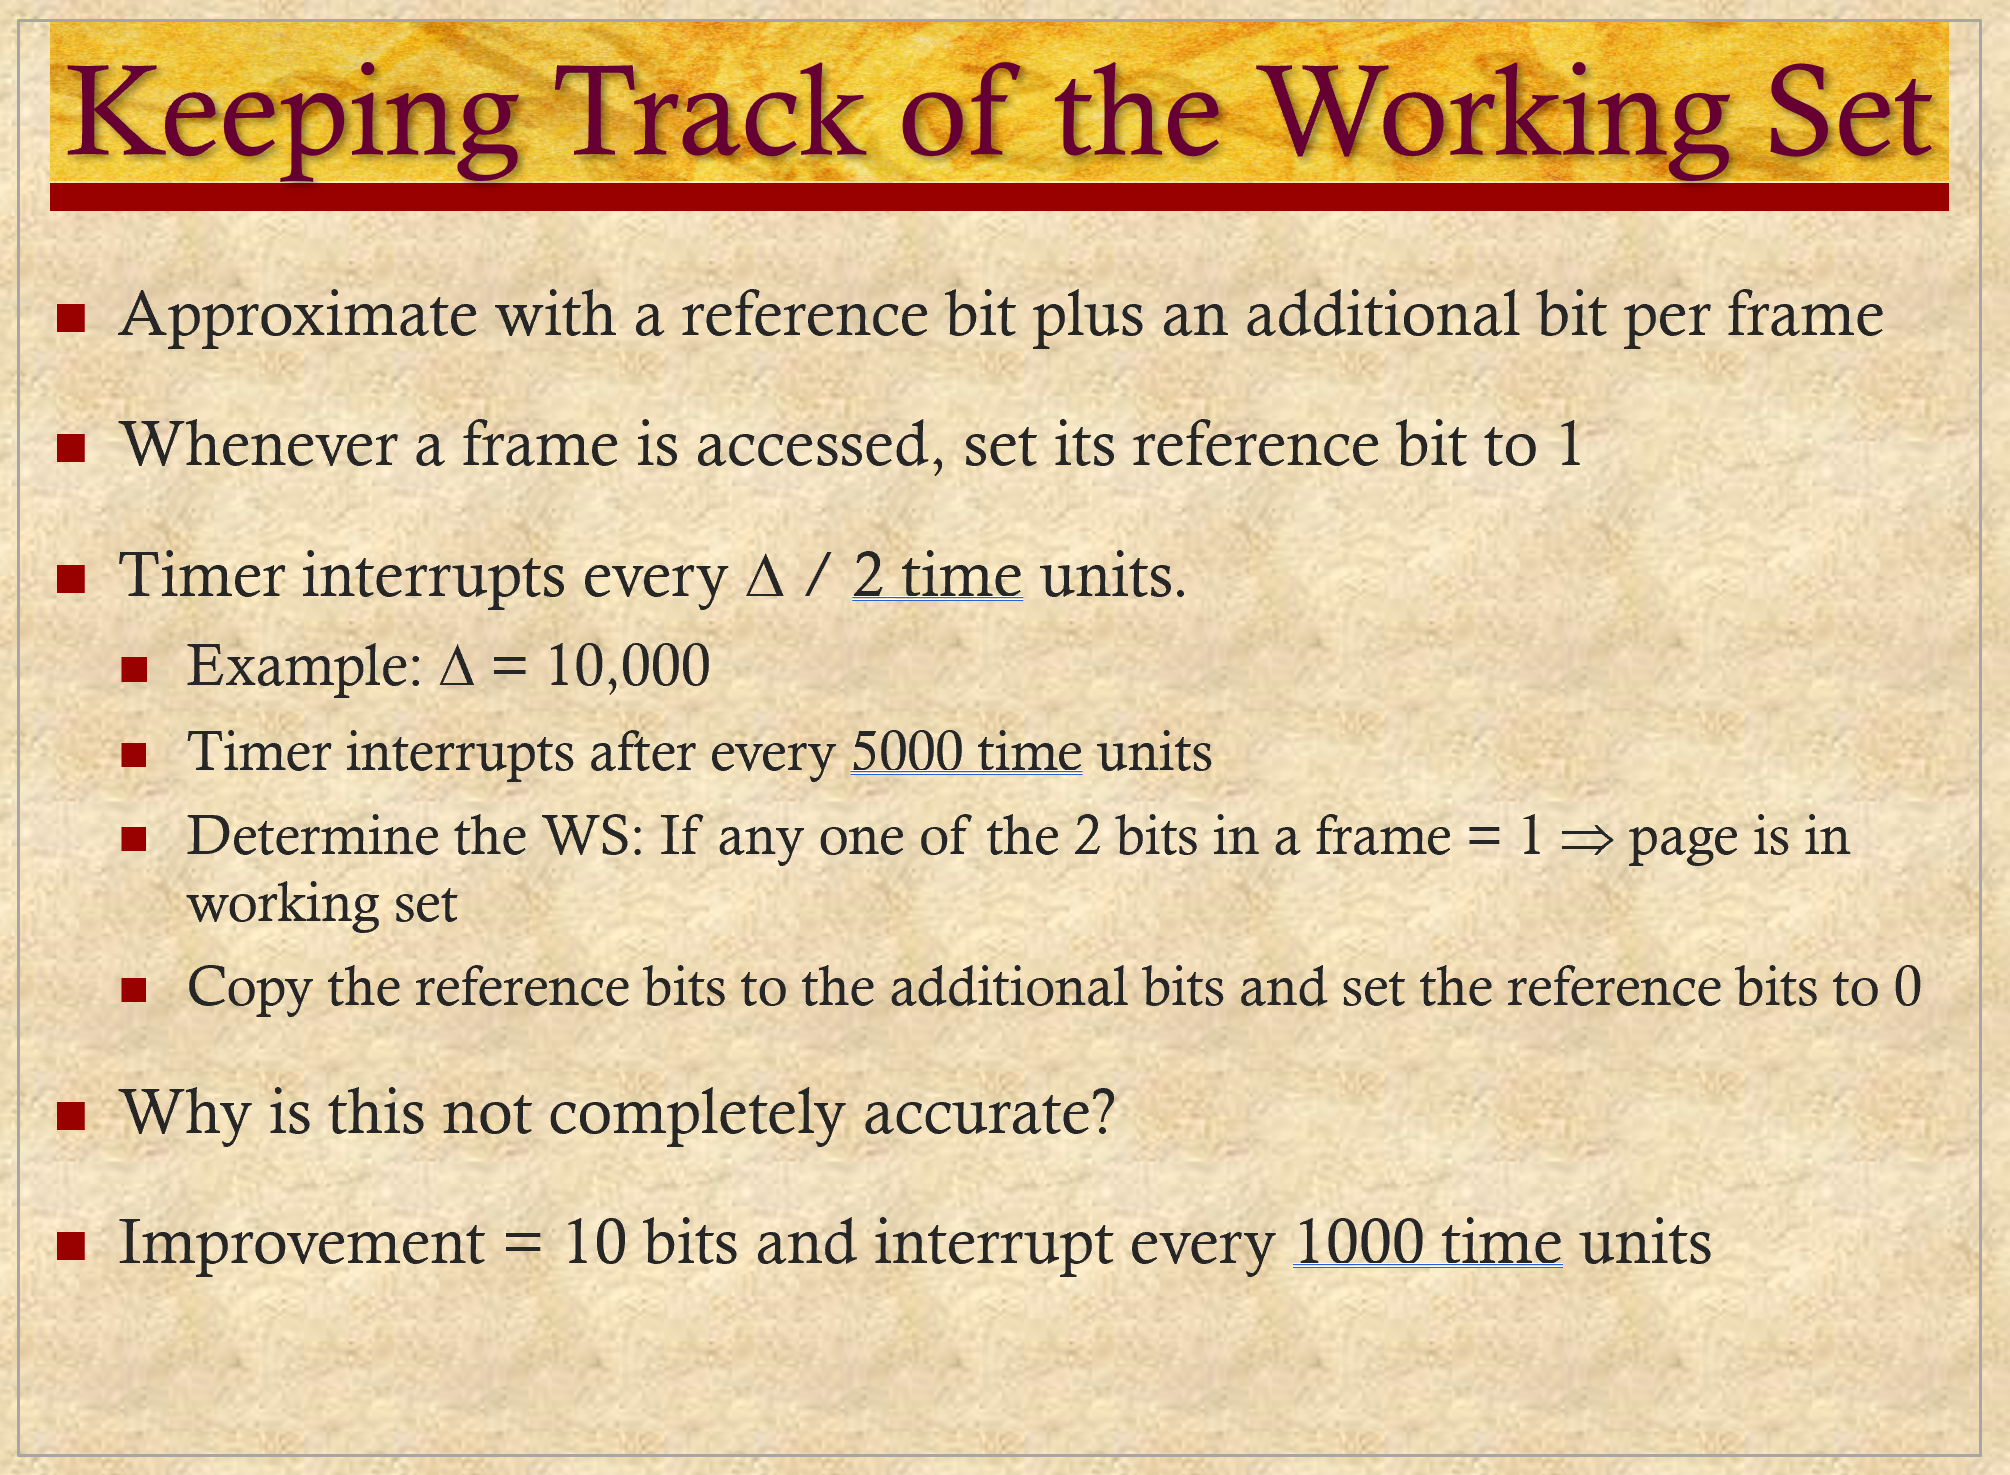 Keeping Track of the Working Set
■ Approximate with a reference bit plus an additional bit per frame
■ Whenever a frame is accessed, set its reference bit to 1
■ Timer interrupts every Δ / 2 time units.
■ Example: Δ = 10,000
■ Timer interrupts after every 5000 time units
■ Determine the WS: If any one of the 2 bits in a frame = 1 ⇒ page is in
working set
■ Copy the reference bits to the additional bits and set the reference bits to 0
■ Why is this not completely accurate?
■ Improvement = 10 bits and interrupt every 1000 time units